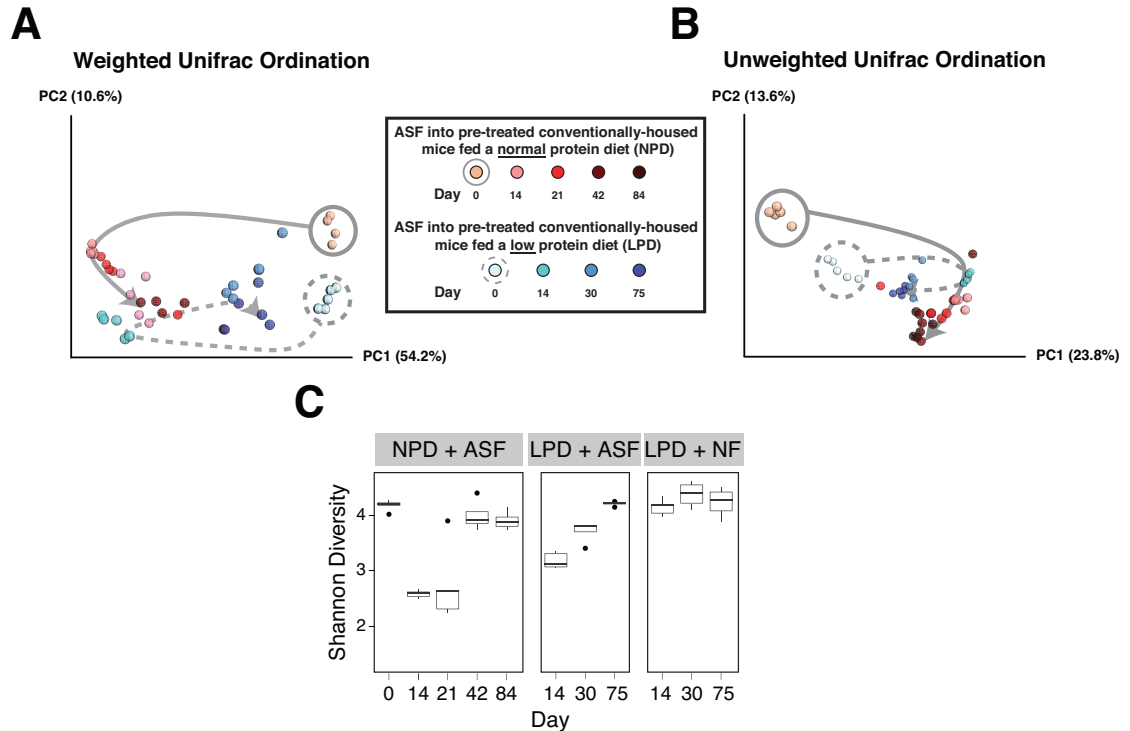 A
B
Weighted Unifrac Ordination
Unweighted Unifrac Ordination
PC2 (10.6%)
PC2 (13.6%)
ASF into pre-treated conventionally-housed
mice fed a normal protein diet (NPD)
Day 0 14 21 42 84
ASF into pre-treated conventionally-housed
mice fed a low protein diet (LPD)
Day 0 14 30 75
PC1 (54.2%)
PC1 (23.8%)
C
NPD + ASF
LPD + ASF
LPD + NF
Shannon Diversity
4
3
2
0 14 21 42 84
14 30 75
14 30 75
Day